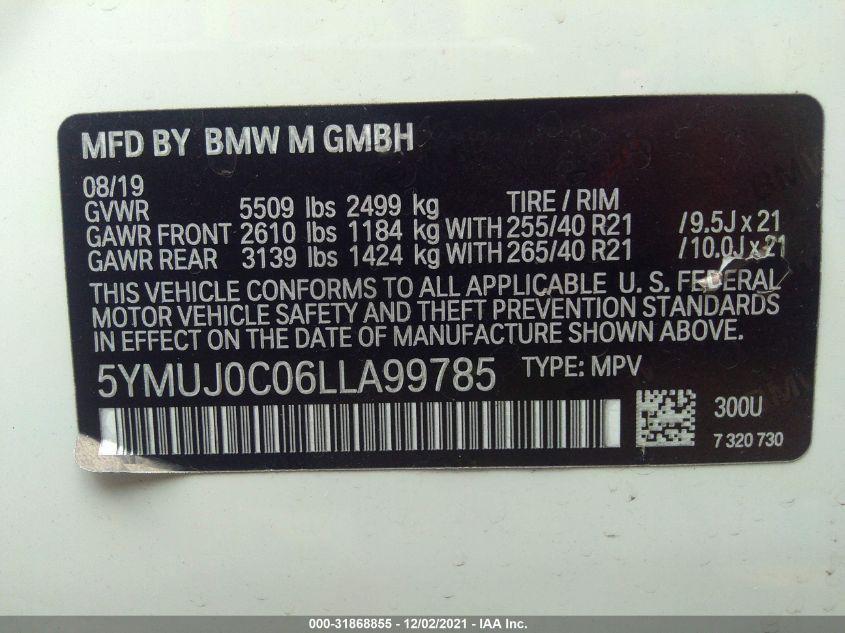 MFD BY BMW M GMBH
08/19
GVWR 5509 lbs 2499 kg TIRE / RIM
GAWR FRONT 2610 lbs 1184 kg WITH 255/40 R21 /9.5J x 21
GAWR REAR 3139 lbs 1424 kg WITH 265/40 R21 /10.0J x 21
THIS VEHICLE CONFORMS TO ALL APPLICABLE U. S. FEDERAL
MOTOR VEHICLE SAFETY AND THEFT PREVENTION STANDARDS
IN EFFECT ON THE DATE OF MANUFACTURE SHOWN ABOVE.
5YMUJ0C06LLA99785 TYPE: MPV
300U
7 320 730
000-31868855 - 12/02/2021 - IAA Inc.